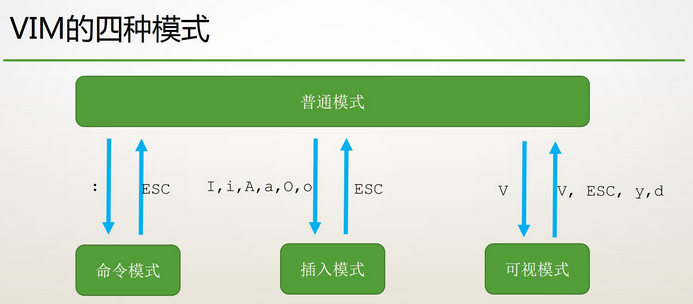 VIM的四种模式
普通模式
:
ESC
I,i,A,a,O,o
ESC
V
V, ESC, y,d
命令模式
插入模式
可视模式